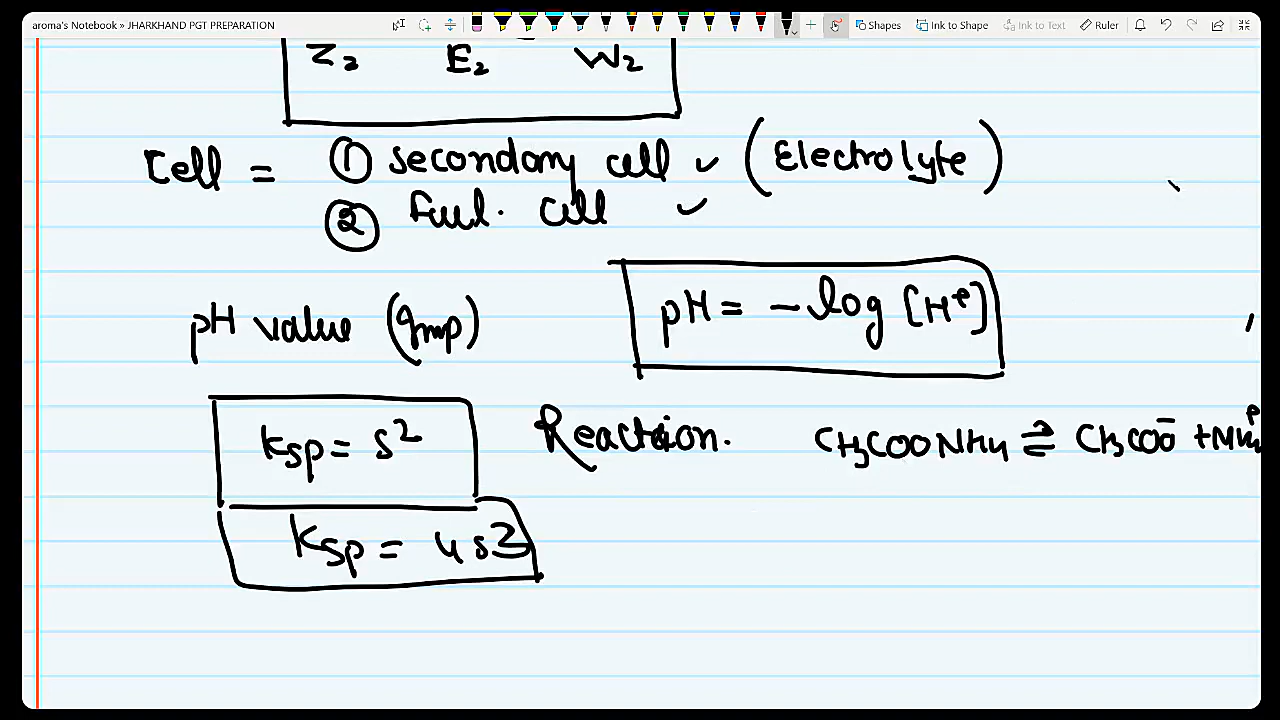 aroma's Notebook » JHARKHAND PGT PREPARATION
Shapes Ink to Shape Ink to Text Ruler
Z2 E2 W2
Cell = ① secondary cell ✓ (Electrolyte)
② fuel. cell ✓
pH value (Imp) pH = -log [H⊕]
Ksp = s² Reaction. CH3COONH4 ⇌ CH3COO⁻ +NH4⊕
Ksp = 4s3